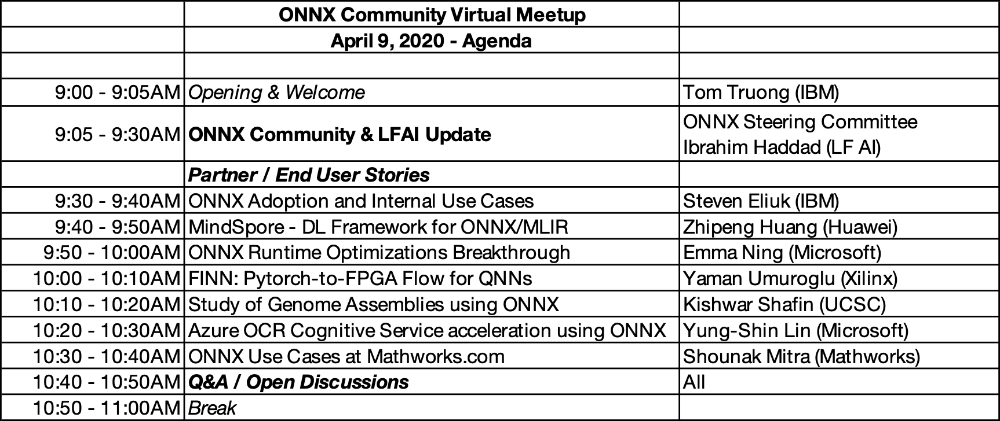 ONNX Community Virtual Meetup
April 9, 2020 - Agenda
9:00 - 9:05AM Opening & Welcome Tom Truong (IBM)
9:05 - 9:30AM ONNX Community & LFAI Update ONNX Steering Committee
Ibrahim Haddad (LF AI)
Partner / End User Stories
9:30 - 9:40AM ONNX Adoption and Internal Use Cases Steven Eliuk (IBM)
9:40 - 9:50AM MindSpore - DL Framework for ONNX/MLIR Zhipeng Huang (Huawei)
9:50 - 10:00AM ONNX Runtime Optimizations Breakthrough Emma Ning (Microsoft)
10:00 - 10:10AM FINN: Pytorch-to-FPGA Flow for QNNs Yaman Umuroglu (Xilinx)
10:10 - 10:20AM Study of Genome Assemblies using ONNX Kishwar Shafin (UCSC)
10:20 - 10:30AM Azure OCR Cognitive Service acceleration using ONNX Yung-Shin Lin (Microsoft)
10:30 - 10:40AM ONNX Use Cases at Mathworks.com Shounak Mitra (Mathworks)
10:40 - 10:50AM Q&A / Open Discussions All
10:50 - 11:00AM Break